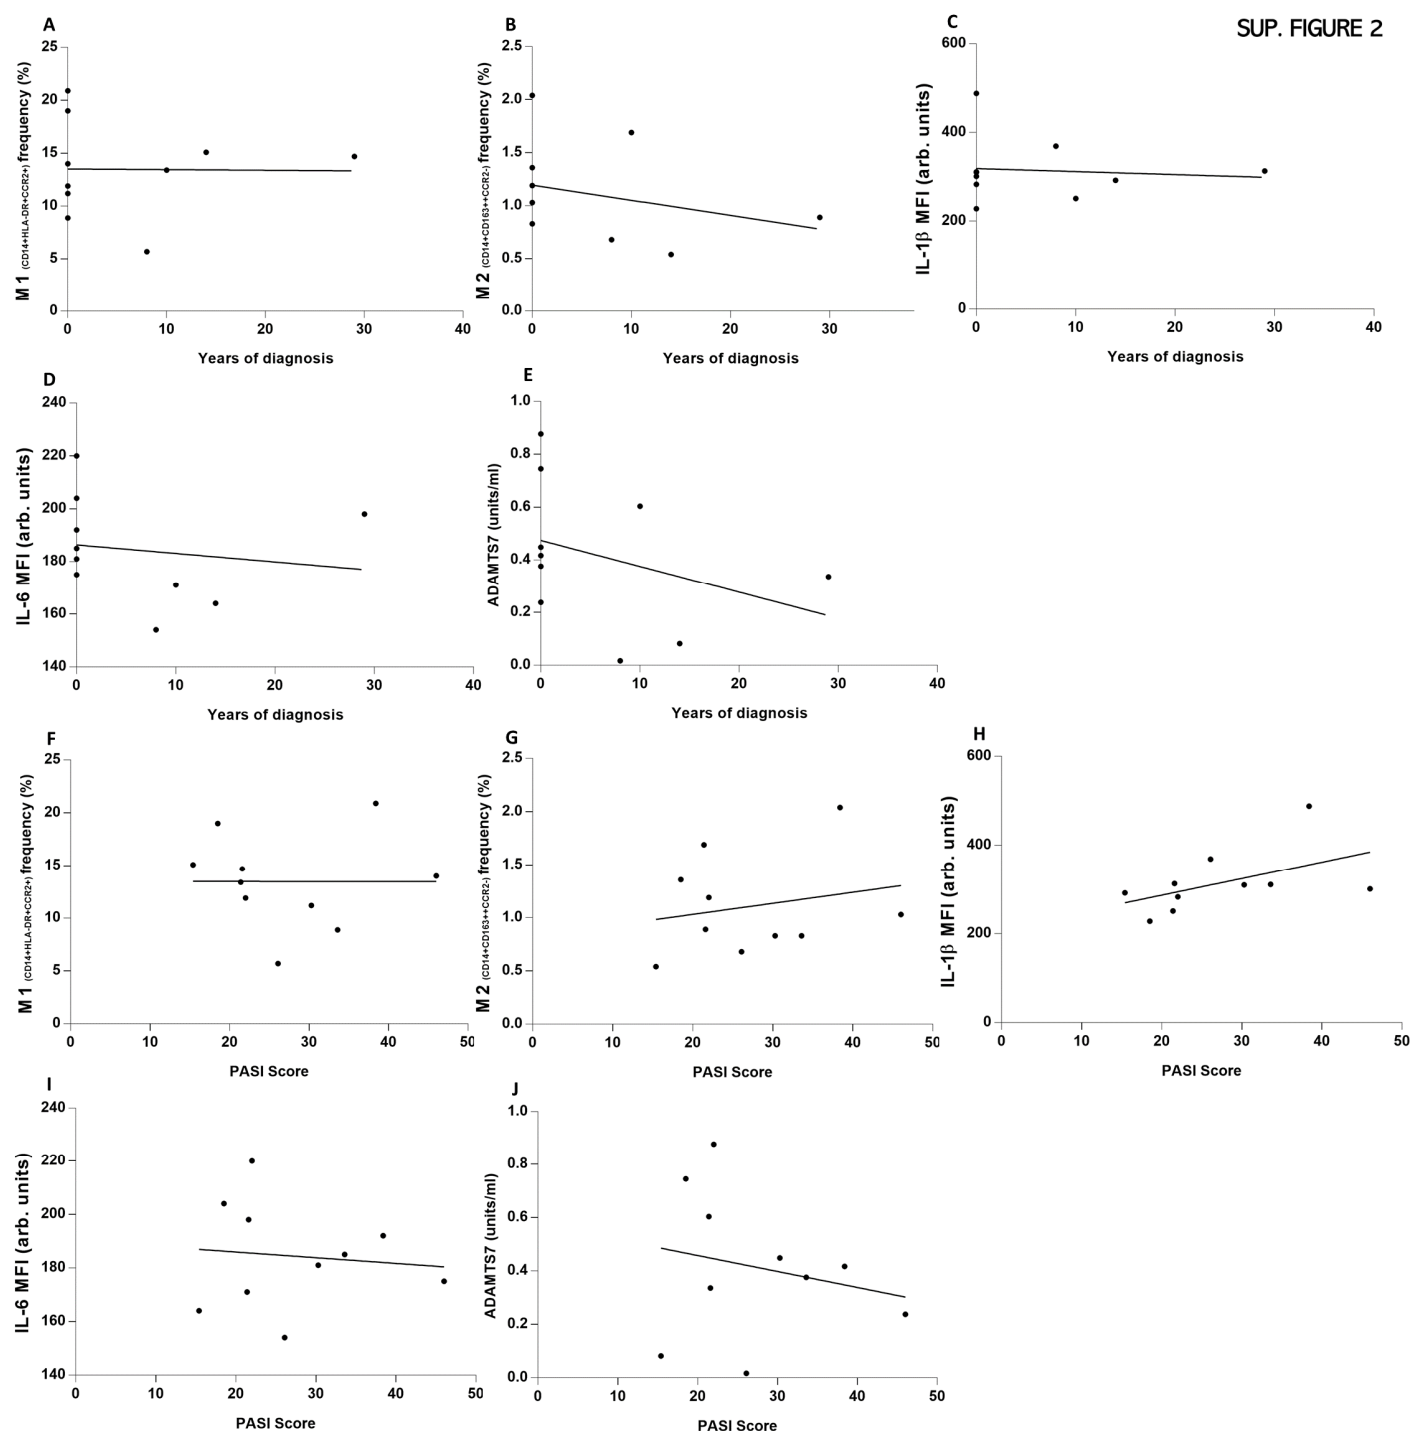 SUP. FIGURE 2
A
M 1 (CD14+HLA-DR+CCR2+) frequency (%)
25
20
15
10
5
0
0 10 20 30 40
Years of diagnosis
B
M 2 (CD14+CD163++CCR2-) frequency (%)
2.5
2.0
1.5
1.0
0.5
0.0
0 10 20 30
Years of diagnosis
C
IL-1β MFI (arb. units)
600
400
200
0
0 10 20 30 40
Years of diagnosis
D
IL-6 MFI (arb. units)
240
220
200
180
160
140
0 10 20 30 40
Years of diagnosis
E
ADAMTS7 (units/ml)
1.0
0.8
0.6
0.4
0.2
0.0
0 10 20 30 40
Years of diagnosis
F
M 1 (CD14+HLA-DR+CCR2+) frequency (%)
25
20
15
10
5
0
0 10 20 30 40 50
PASI Score
G
M 2 (CD14+CD163++CCR2-) frequency (%)
2.5
2.0
1.5
1.0
0.5
0.0
0 10 20 30 40 50
PASI Score
H
IL-1β MFI (arb. units)
600
400
200
0
0 10 20 30 40 50
PASI Score
I
IL-6 MFI (arb. units)
240
220
200
180
160
140
0 10 20 30 40 50
PASI Score
J
ADAMTS7 (units/ml)
1.0
0.8
0.6
0.4
0.2
0.0
0 10 20 30 40 50
PASI Score